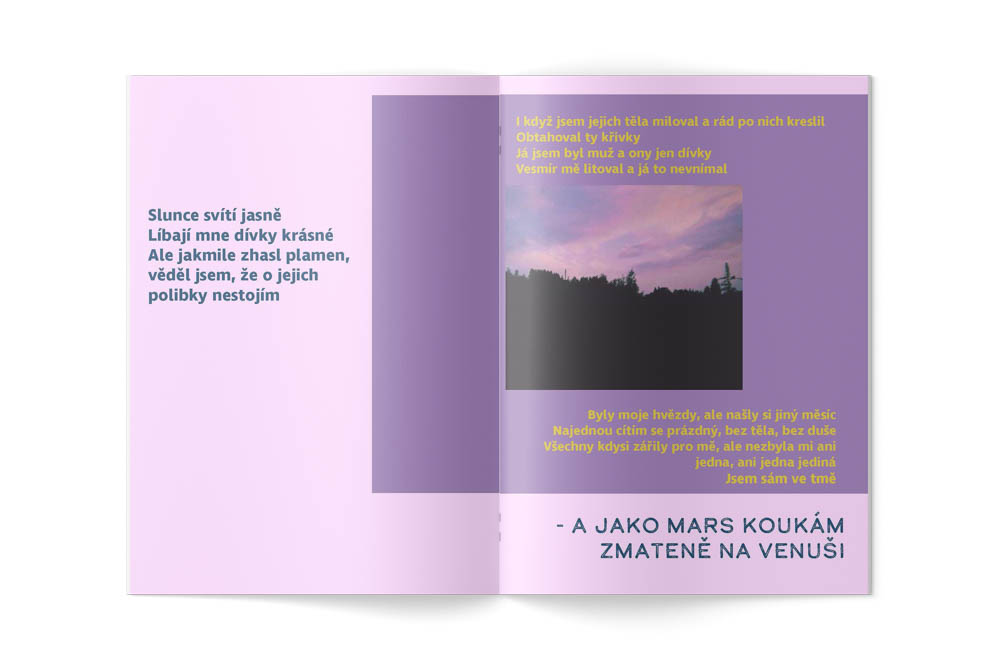 Slunce svítí jasně
Líbají mne dívky krásné
Ale jakmile zhasl plamen,
věděl jsem, že o jejich
polibky nestojím
I když jsem jejich těla miloval a rád po nich kreslil
Obtahoval ty křivky
Já jsem byl muž a ony jen dívky
Vesmír mě litoval a já to nevnímal
Byly moje hvězdy, ale našly si jiný měsíc
Najednou cítím se prázdný, bez těla, bez duše
Všechny kdysi zářily pro mě, ale nezbyla mi ani
jedna, ani jedna jediná
Jsem sám ve tmě
- A JAKO MARS KOUKÁM
ZMATENĚ NA VENUŠI